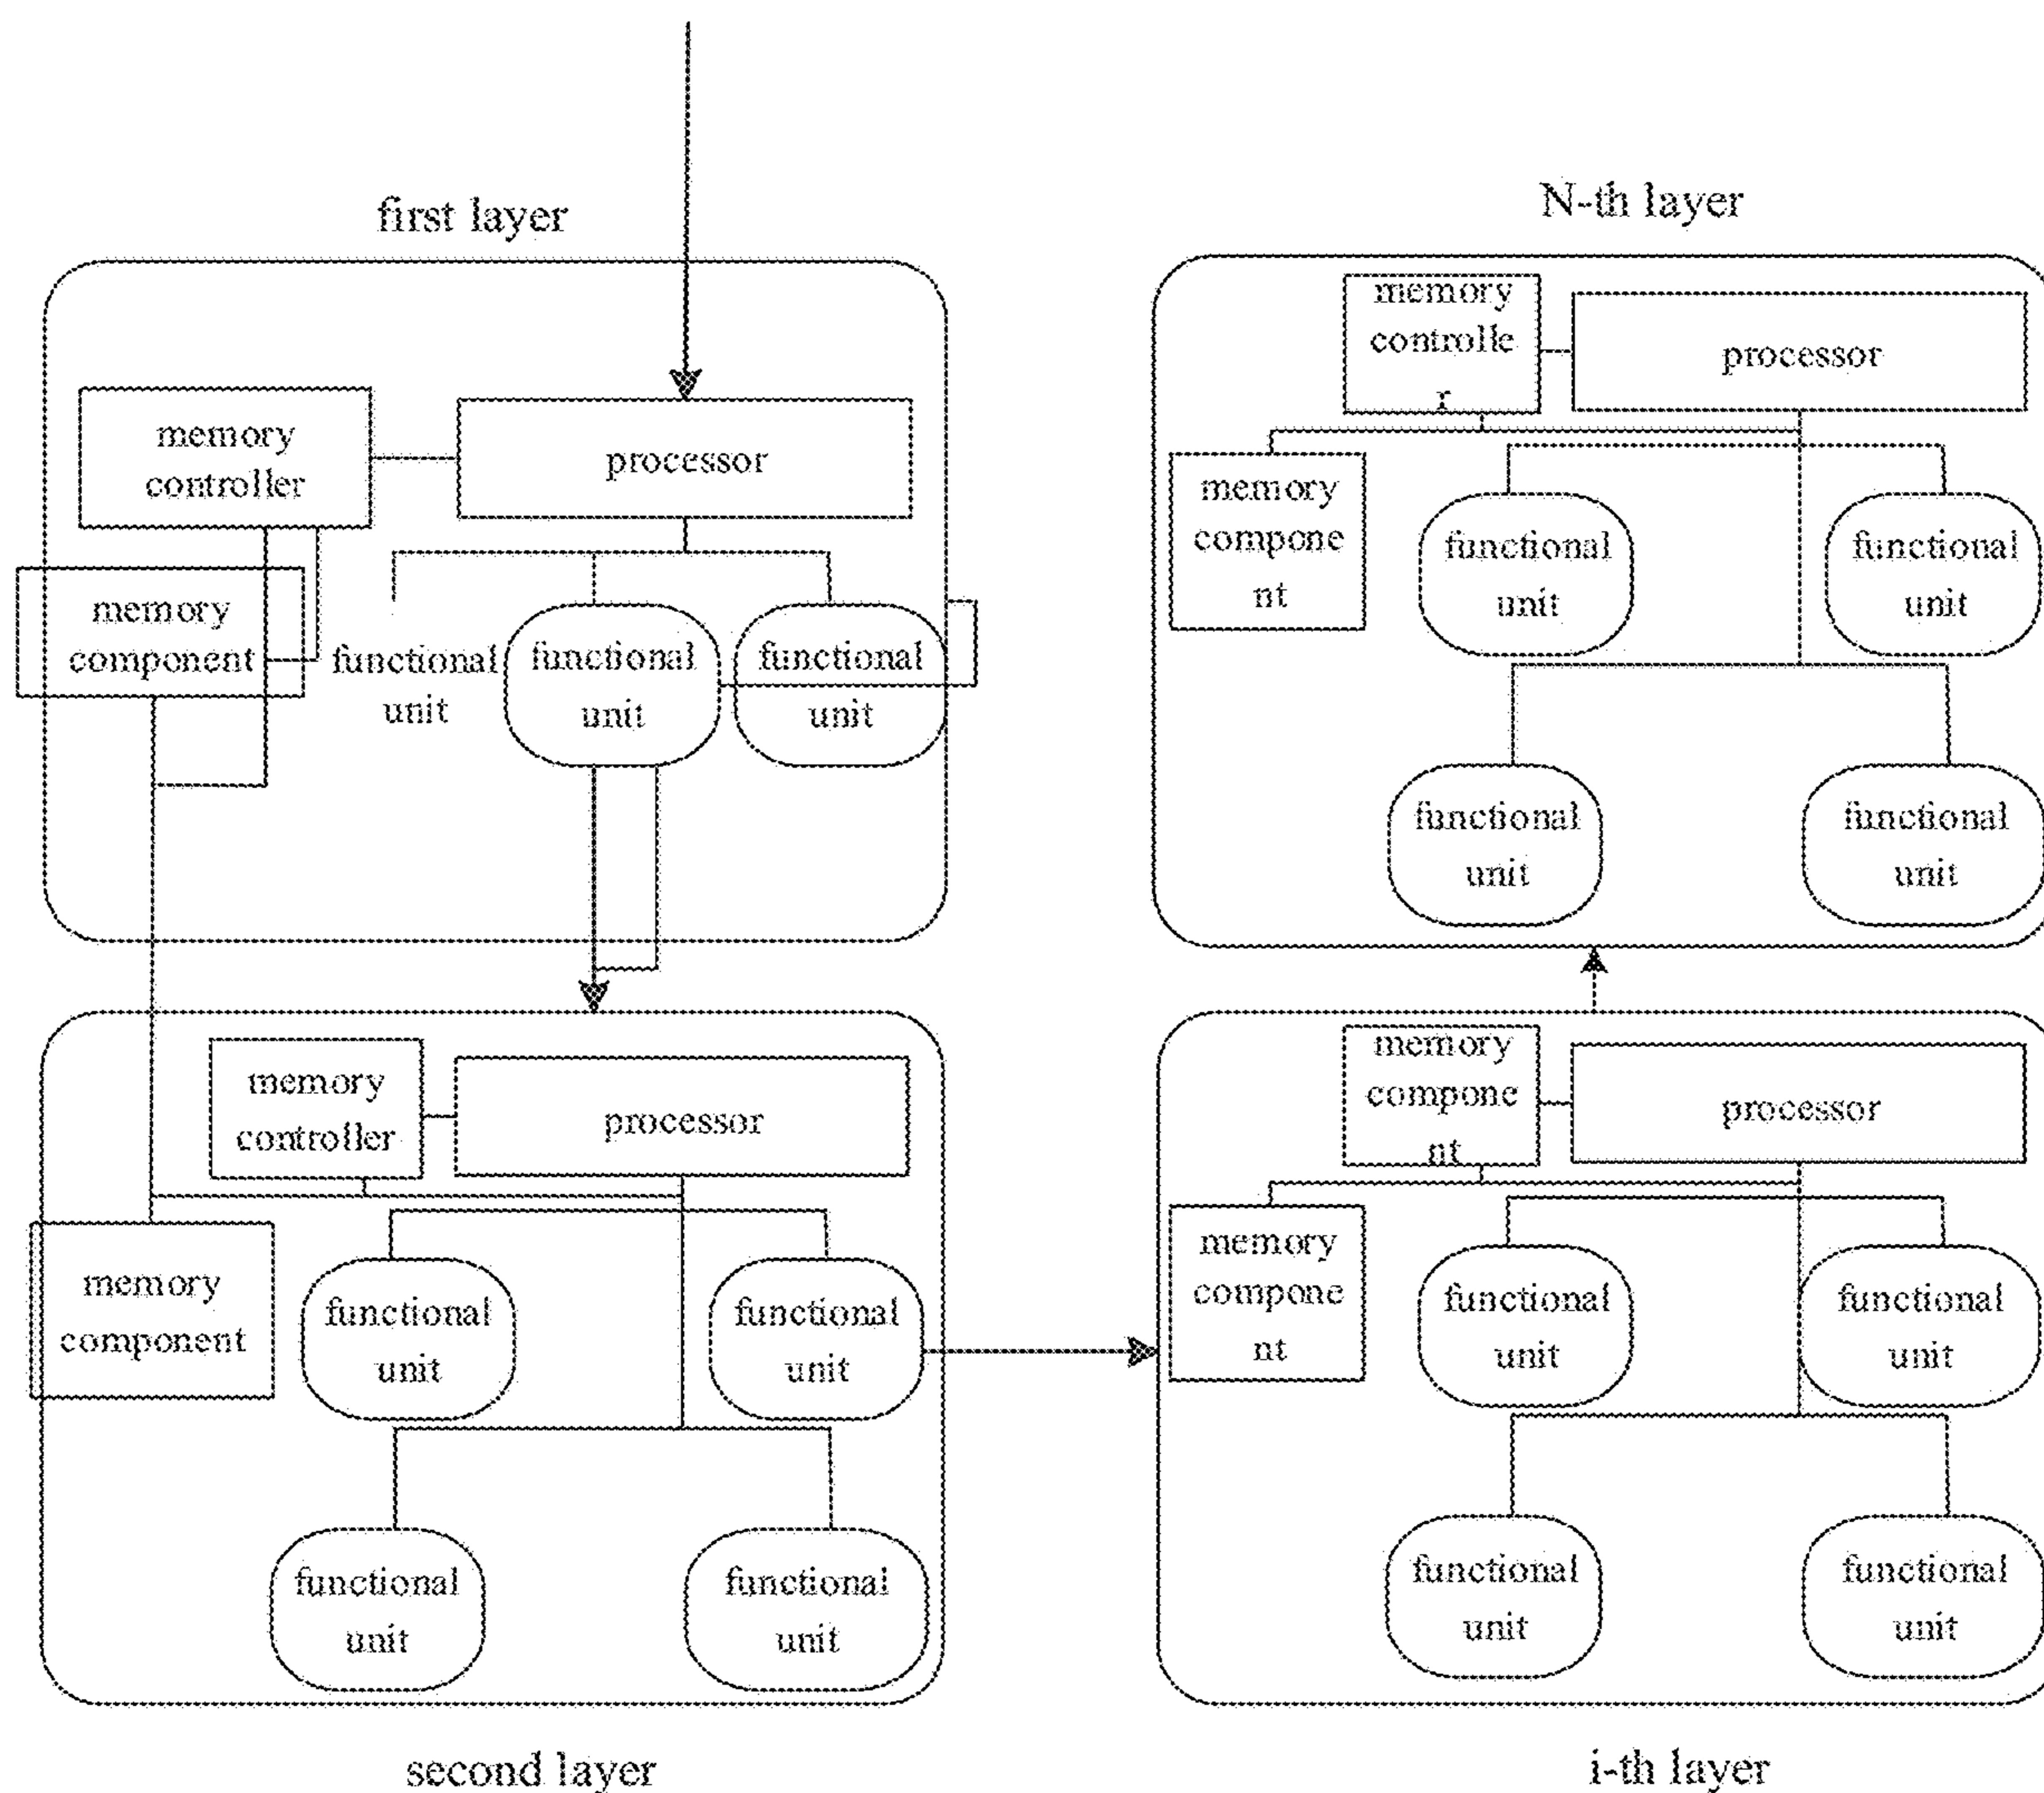 first layer
memory
controller
processor
memory
component
functional
unit
functional
unit
functional
unit
N-th layer
memory
controlle
r
processor
memory
compone
nt
functional
unit
functional
unit
functional
unit
functional
unit
memory
controller
processor
memory
component
functional
unit
functional
unit
functional
unit
functional
unit
second layer
memory
compone
nt
processor
memory
compone
nt
functional
unit
functional
unit
functional
unit
functional
unit
i-th layer